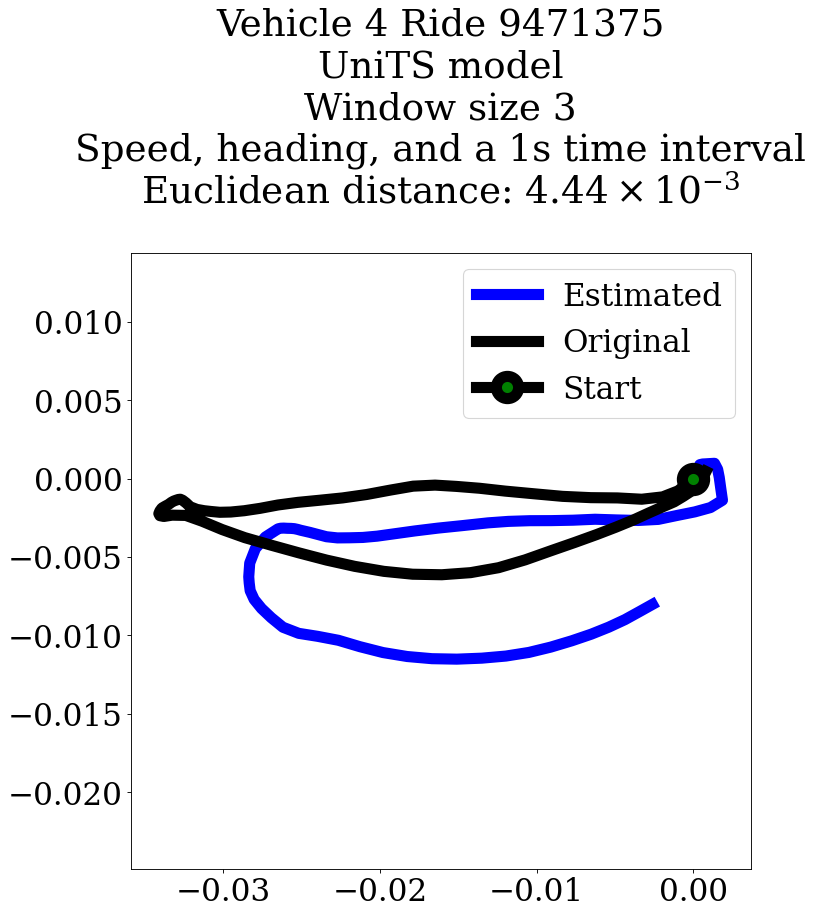 Vehicle 4 Ride 9471375
UniTS model
Window size 3
Speed, heading, and a 1s time interval
Euclidean distance: 4.44 × 10⁻³
Estimated
Original
Start
0.010
0.005
0.000
−0.005
−0.010
−0.015
−0.020
−0.03 −0.02 −0.01 0.00